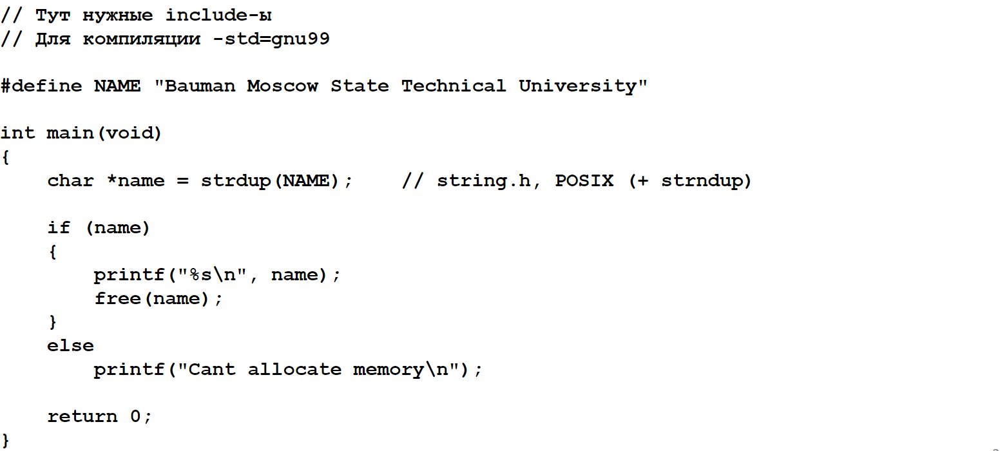 // Тут нужные include-ы
// Для компиляции -std=gnu99
#define NAME "Bauman Moscow State Technical University"
int main(void)
{
    char *name = strdup(NAME);    // string.h, POSIX (+ strndup)
    if (name)
    {
        printf("%s\n", name);
        free(name);
    }
    else
        printf("Cant allocate memory\n");
    return 0;
}